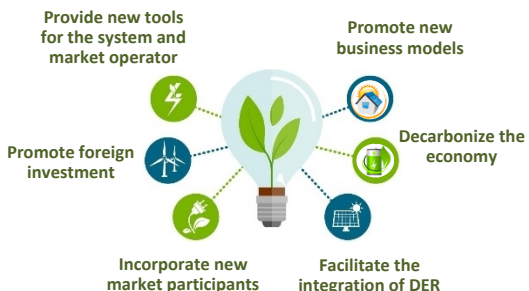 Provide new tools
for the system and
market operator
Promote new
business models
Promote foreign
investment
Decarbonize the
economy
Incorporate new
market participants
Facilitate the
integration of DER